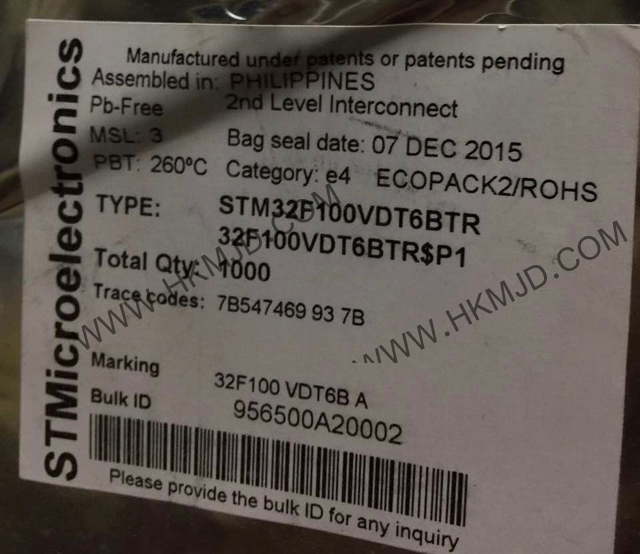 STMicroelectronics
Manufactured under patents or patents pending
Assembled in: PHILIPPINES
Pb-Free 2nd Level Interconnect
MSL: 3 Bag seal date: 07 DEC 2015
PBT: 260ºC Category: e4 ECOPACK2/ROHS
TYPE: STM32F100VDT6BTR
32F100VDT6BTR$P1
Total Qty: 1000
Trace codes: 7B547469 93 7B
Marking 32F100 VDT6B A
Bulk ID 956500A20002
Please provide the bulk ID for any inquiry
WWW.HKMJD.COM
WWW.HKMJD.COM